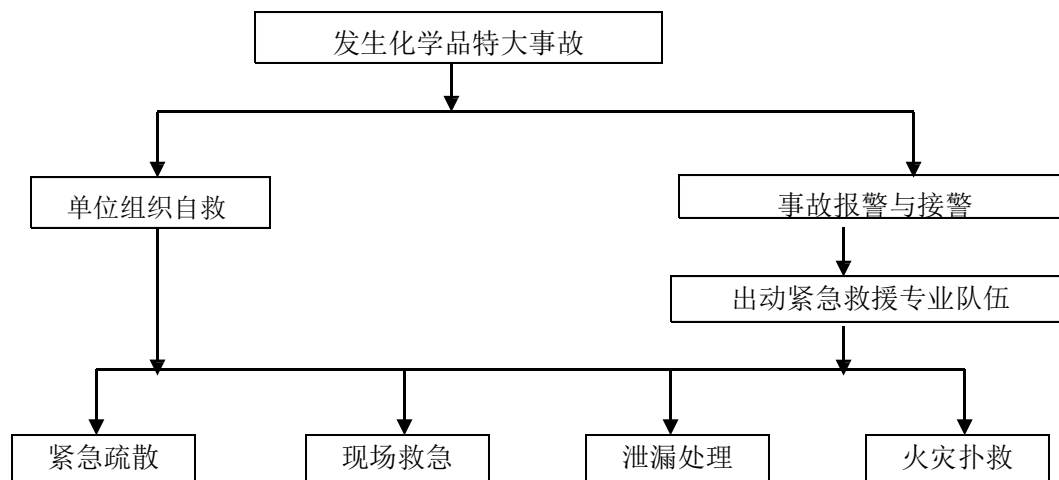 发生化学品特大事故
单位组织自救
事故报警与接警
出动紧急救援专业队伍
紧急疏散
现场救急
泄漏处理
火灾扑救